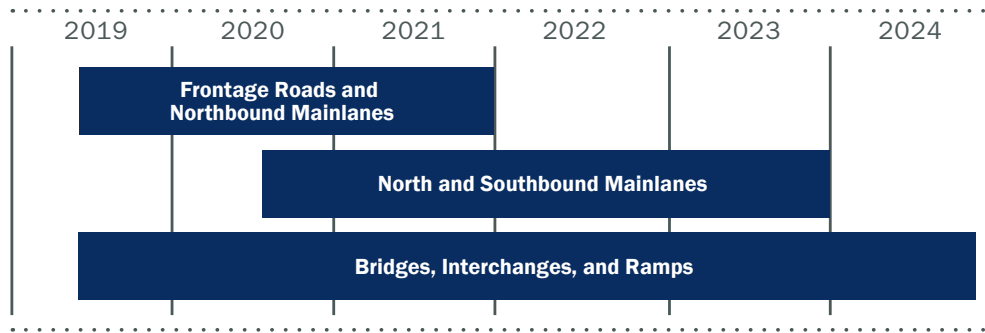 2019 2020 2021 2022 2023 2024
Frontage Roads and
Northbound Mainlanes
North and Southbound Mainlanes
Bridges, Interchanges, and Ramps